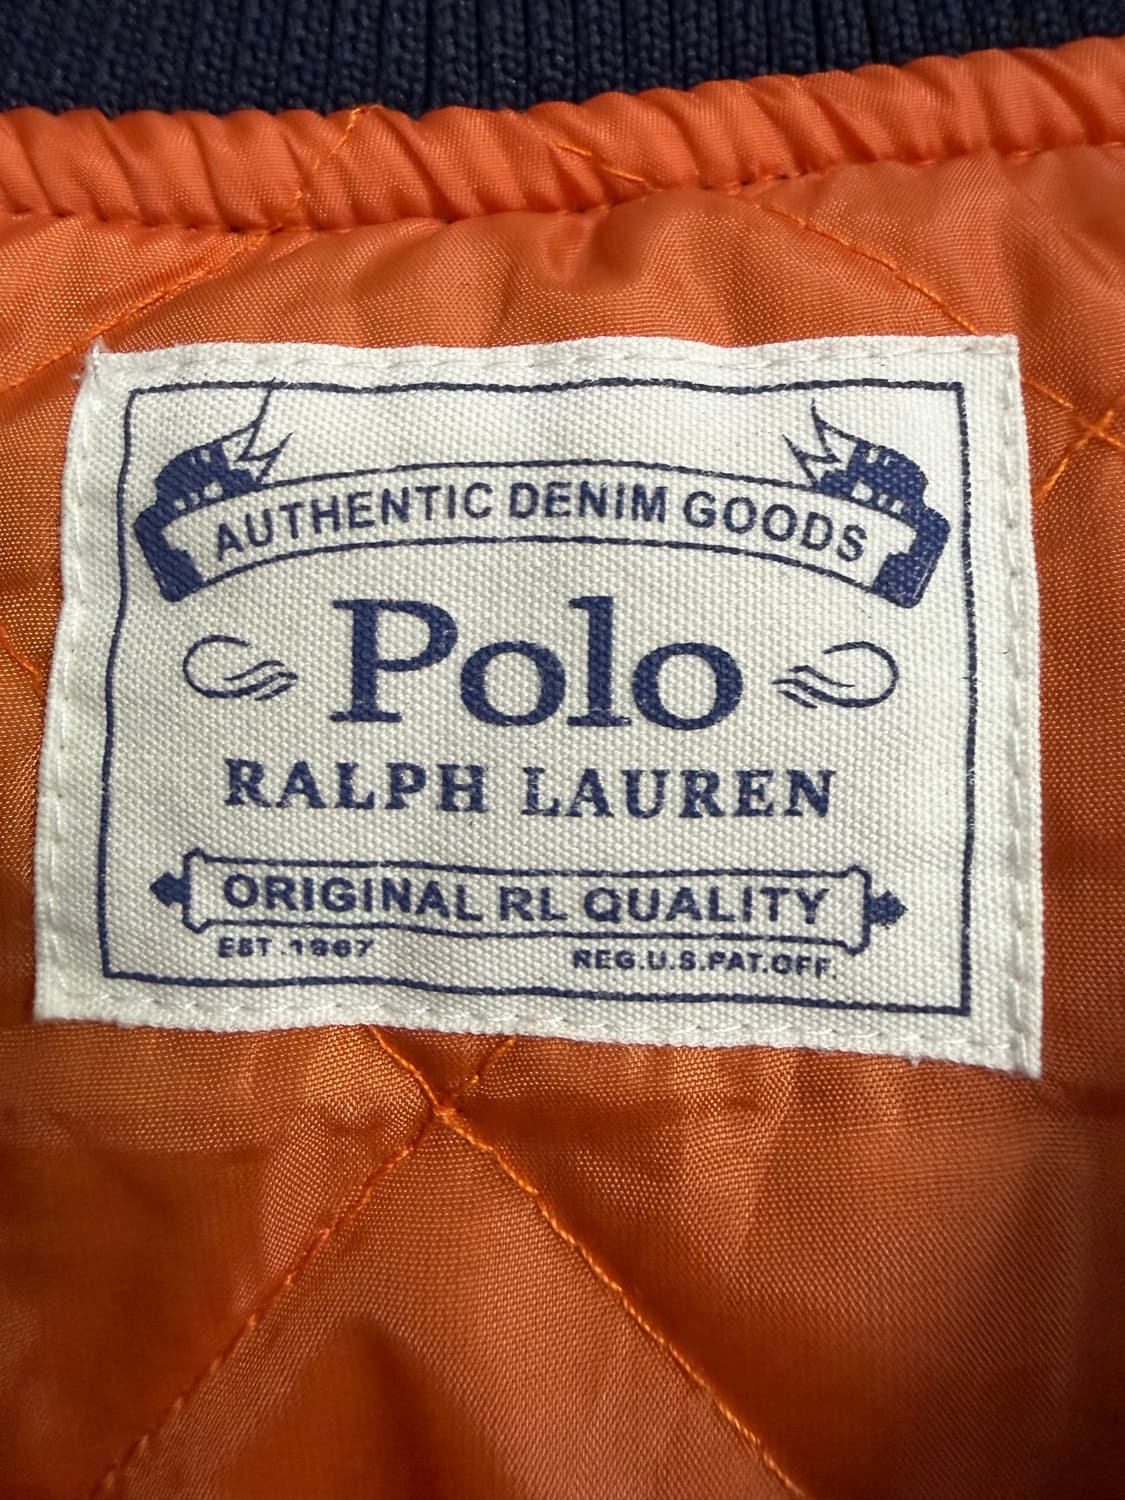 AUTHENTIC DENIM GOODS
Polo
RALPH LAUREN
ORIGINAL RL QUALITY
EST.1967 REG.U.S.PAT.OFF.